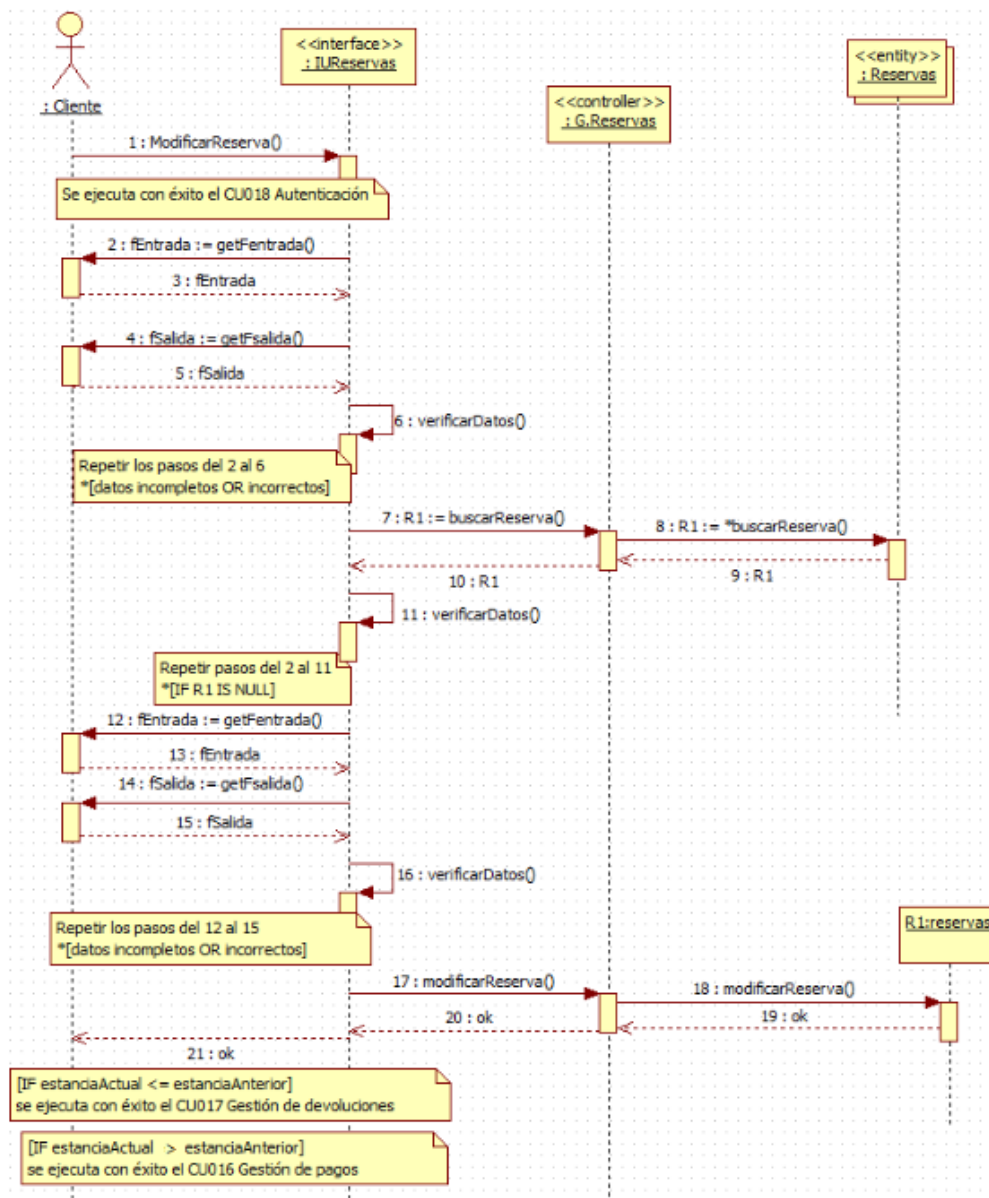 <<interface>>
: IUReservas
<<entity>>
: Reservas
<<controller>>
: G.Reservas
: Cliente
1 : ModificarReserva()
Se ejecuta con éxito el CU018 Autenticación
2 : fEntrada := getFentrada()
3 : fEntrada
4 : fSalida := getFsalida()
5 : fSalida
6 : verificarDatos()
Repetir los pasos del 2 al 6
*[datos incompletos OR incorrectos]
7 : R1 := buscarReserva()
8 : R1 := *buscarReserva()
9 : R1
10 : R1
11 : verificarDatos()
Repetir pasos del 2 al 11
*[IF R1 IS NULL]
12 : fEntrada := getFentrada()
13 : fEntrada
14 : fSalida := getFsalida()
15 : fSalida
16 : verificarDatos()
Repetir los pasos del 12 al 15
*[datos incompletos OR incorrectos]
R1:reservas
17 : modificarReserva()
18 : modificarReserva()
19 : ok
20 : ok
21 : ok
[IF estanciaActual <= estanciaAnterior]
se ejecuta con éxito el CU017 Gestión de devoluciones
[IF estanciaActual > estanciaAnterior]
se ejecuta con éxito el CU016 Gestión de pagos